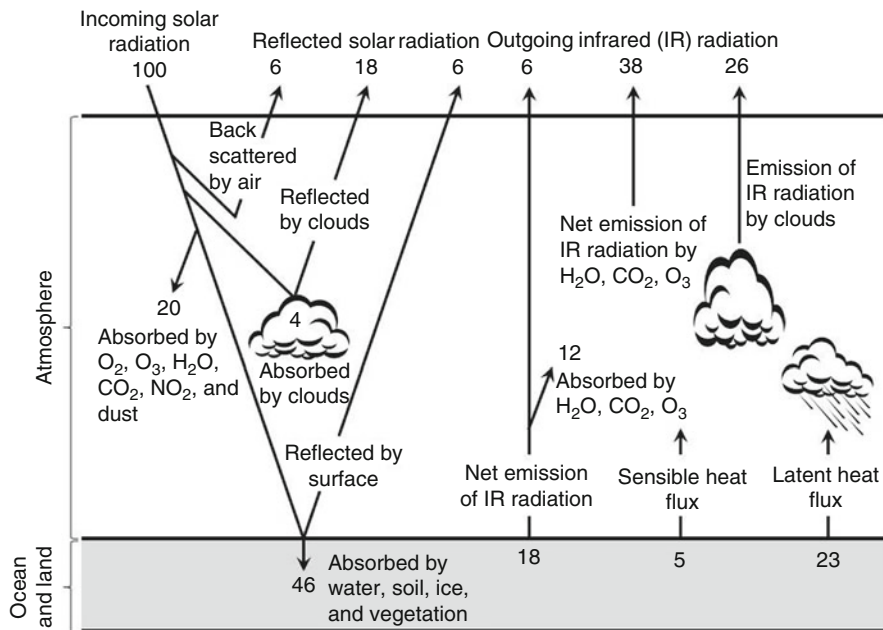 Incoming solar
radiation
100
Reflected solar radiation
6
18
6
Outgoing infrared (IR) radiation
6
38
26
Back
scattered
by air
Reflected
by clouds
20
Absorbed by
O₂, O₃, H₂O,
CO₂, NO₂, and
dust
4
Absorbed
by clouds
Reflected by
surface
Net emission of
IR radiation by
H₂O, CO₂, O₃
Emission of
IR radiation
by clouds
12
Absorbed by
H₂O, CO₂, O₃
Net emission
of IR radiation
Sensible heat
flux
Latent heat
flux
Atmosphere
Ocean
and land
46
Absorbed by
water, soil, ice,
and vegetation
18
5
23